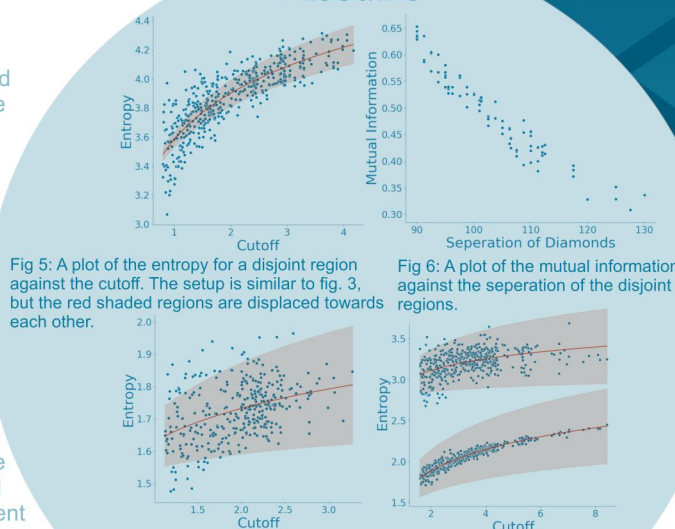 d
e
4.4
4.2
4.0
3.8
3.6
3.4
3.2
3.0
Entropy
1 2 3 4
Cutoff
0.65
0.60
0.55
0.50
0.45
0.40
0.35
0.30
Mutual Information
90 100 110 120 130
Seperation of Diamonds
Fig 5: A plot of the entropy for a disjoint region
against the cutoff. The setup is similar to fig. 3,
but the red shaded regions are displaced towards
each other.
Fig 6: A plot of the mutual information
against the seperation of the disjoint
regions.
2.0
1.9
1.8
1.7
1.6
1.5
Entropy
1.5 2.0 2.5 3.0
Cutoff
3.5
3.0
2.5
2.0
1.5
Entropy
2 4 6 8
Cutoff
e
ent